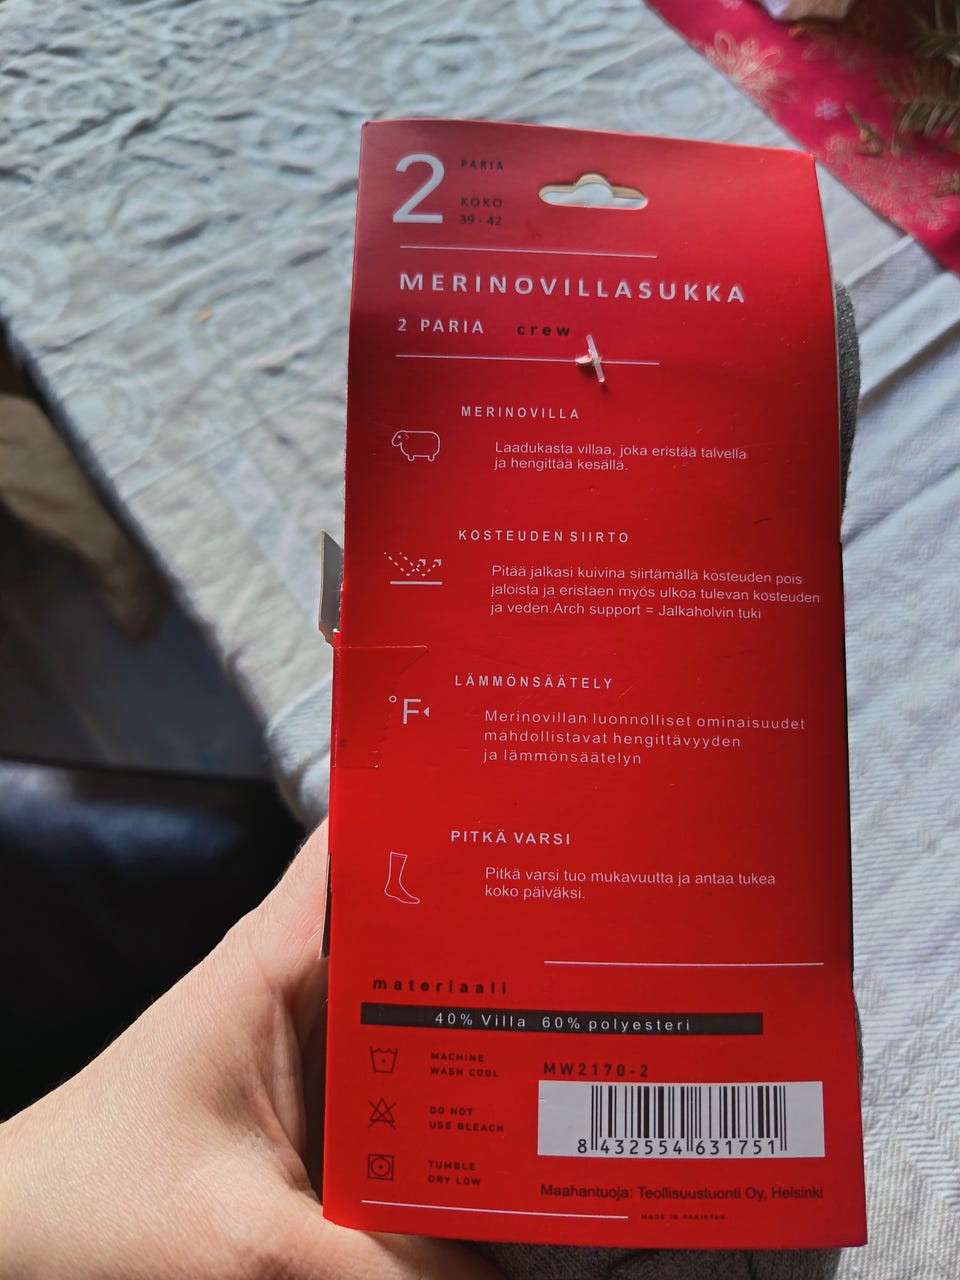 2 PARIA
KOKO
39 - 42
MERINOVILLASUKKA
2 PARIA crew
MERINOVILLA
Laadukasta villaa, joka eristää talvella
ja hengittää kesällä.
KOSTEUDEN SIIRTO
Pitää jalkasi kuivina siirtämällä kosteuden pois
jaloista ja eristäen myös ulkoa tulevan kosteuden
ja veden.Arch support = Jalkaholvin tuki
LÄMMÖNSÄÄTELY
°F
Merinovillan luonnolliset ominaisuudet
mahdollistavat hengittävyyden
ja lämmönsäätelyn
PITKÄ VARSI
Pitkä varsi tuo mukavuutta ja antaa tukea
koko päiväksi.
materiaali
40% Villa 60% polyesteri
MACHINE
WASH COOL
DO NOT
USE BLEACH
TUMBLE
DRY LOW
MW2170-2
8 432554 631751
Maahantuoja: Teollisuustuonti Oy, Helsinki
MADE IN PAKISTAN